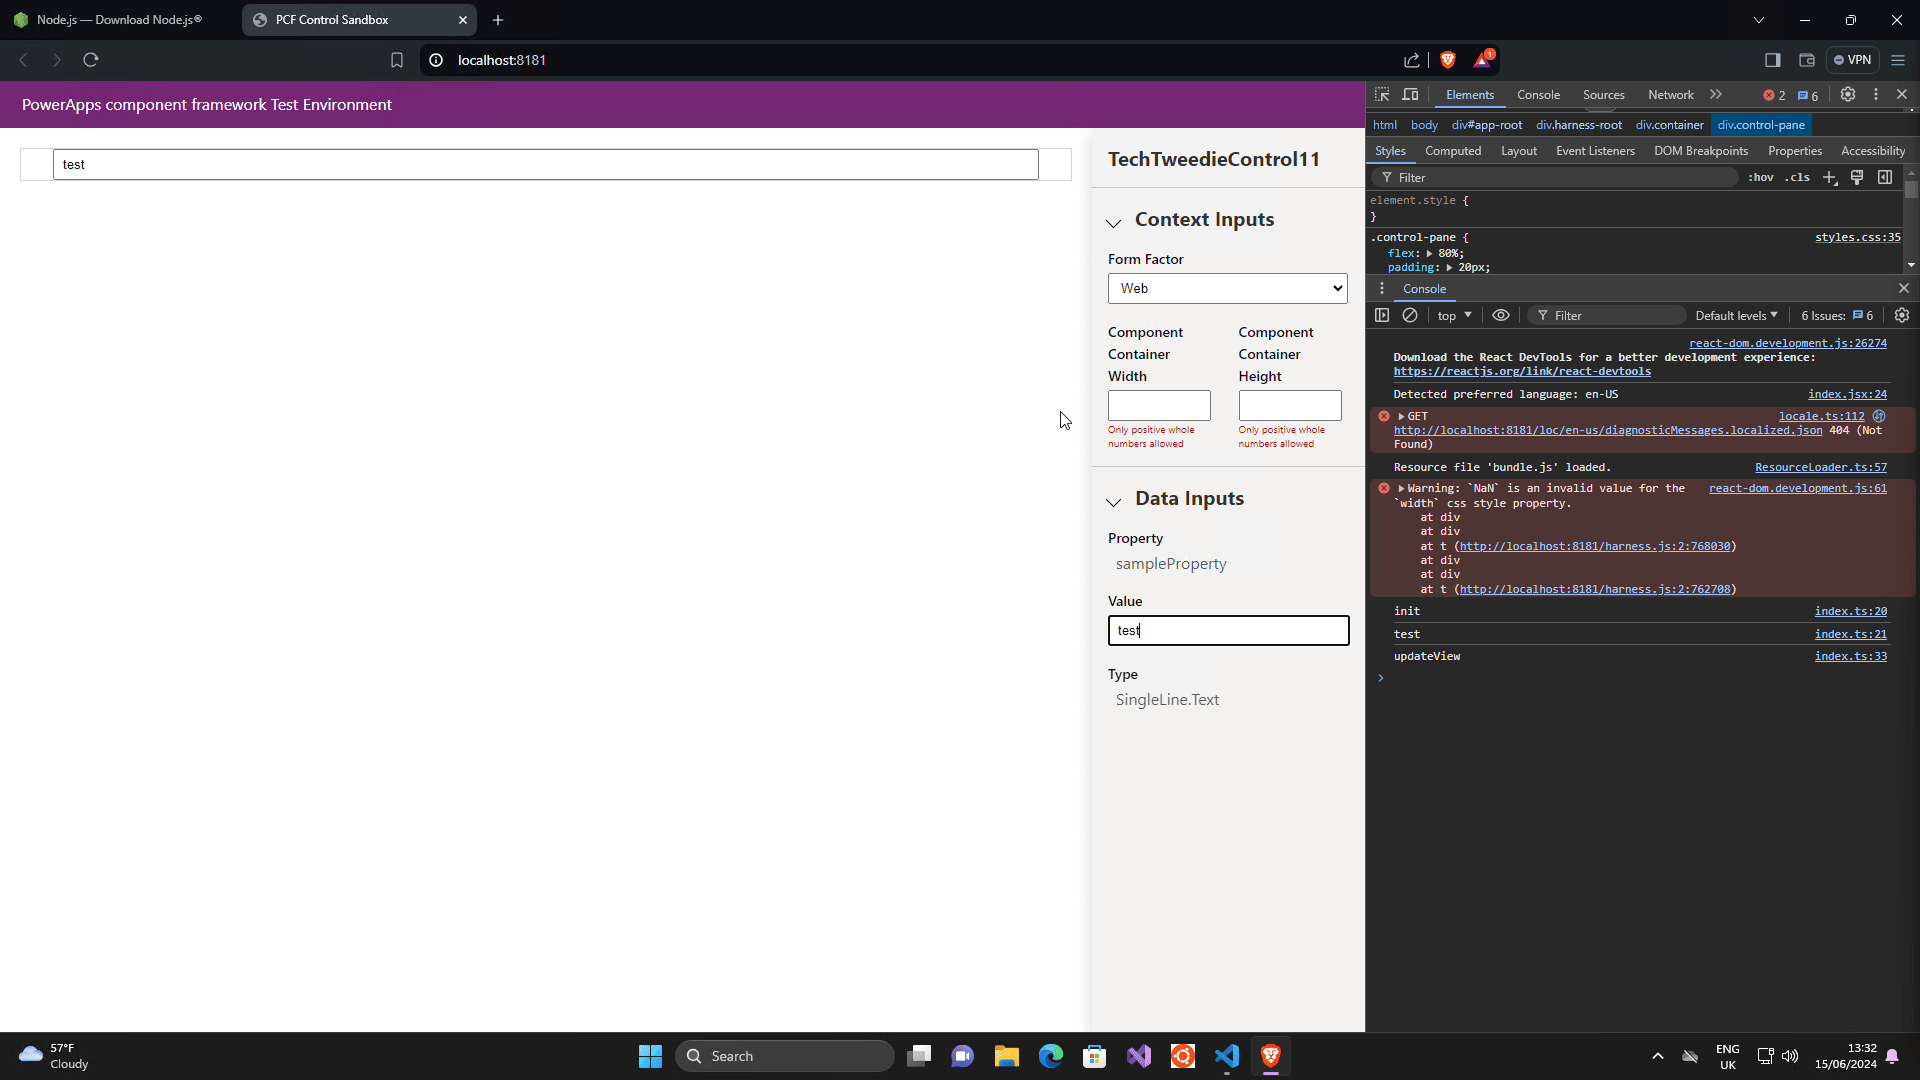 Node.js — Download Node.js®
PCF Control Sandbox
localhost:8181
1
VPN
PowerApps component framework Test Environment
test
TechTweedieControl11
Context Inputs
Form Factor
Web
Component Container Width
Component Container Height
Only positive whole numbers allowed
Only positive whole numbers allowed
Data Inputs
Property
sampleProperty
Value
test
Type
SingleLine.Text
Elements Console Sources Network 2 6
html body div#app-root div.harness-root div.container div.control-pane
Styles Computed Layout Event Listeners DOM Breakpoints Properties Accessibility
Filter :hov .cls
element.style {
}
.control-pane { styles.css:35
flex: 80%;
padding: 20px;
Console
top Filter Default levels 6 Issues: 6
react-dom.development.js:26274
Download the React DevTools for a better development experience:
https://reactjs.org/link/react-devtools
Detected preferred language: en-US index.jsx:24
GET locale.ts:112
http://localhost:8181/loc/en-us/diagnosticMessages.localized.json 404 (Not
Found)
Resource file 'bundle.js' loaded. ResourceLoader.ts:57
Warning: `NaN` is an invalid value for the react-dom.development.js:61
`width` css style property.
at div
at div
at t (http://localhost:8181/harness.js:2:768030)
at div
at div
at t (http://localhost:8181/harness.js:2:762708)
init index.ts:20
test index.ts:21
updateView index.ts:33
57°F
Cloudy
Search
ENG
UK
13:32
15/06/2024